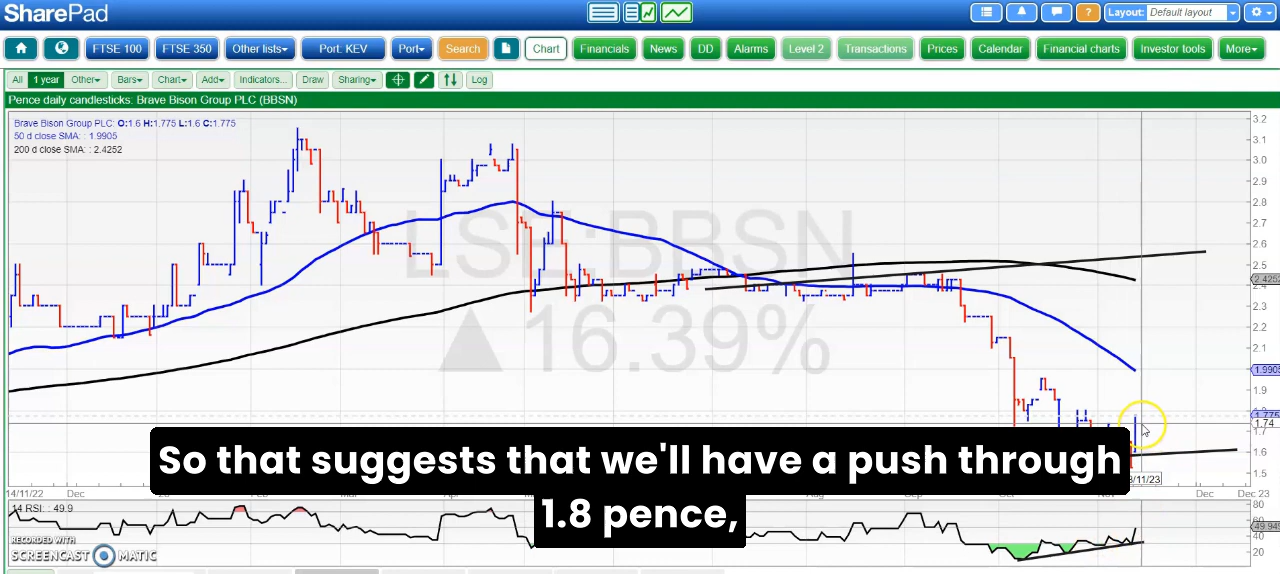 SharePad
Layout: Default layout
FTSE 100 FTSE 350 Other lists Port: KEV Port Search Chart Financials News DD Alarms Level 2 Transactions Prices Calendar Financial charts Investor tools More
All 1 year Other Bars Chart Add Indicators... Draw Sharing Log
Pence daily candlesticks: Brave Bison Group PLC (BBSN)
Brave Bison Group PLC: O:1.6 H:1.775 L:1.6 C:1.775
50 d close SMA: : 1.9905
200 d close SMA: : 2.4252
LSE:BBSN
▲16.39%
3.2
3.1
3.0
2.9
2.8
2.7
2.6
2.5
2.4
2.3
2.2
2.1
1.9905
1.9
1.775
1.74
1.6
1.5
So that suggests that we'll have a push through
1.8 pence,
14/11/22 Dec Aug Dec Dec 23
14 RSI: : 49.9
80
60
40
20
RECORDED WITH
SCREENCAST MATIC